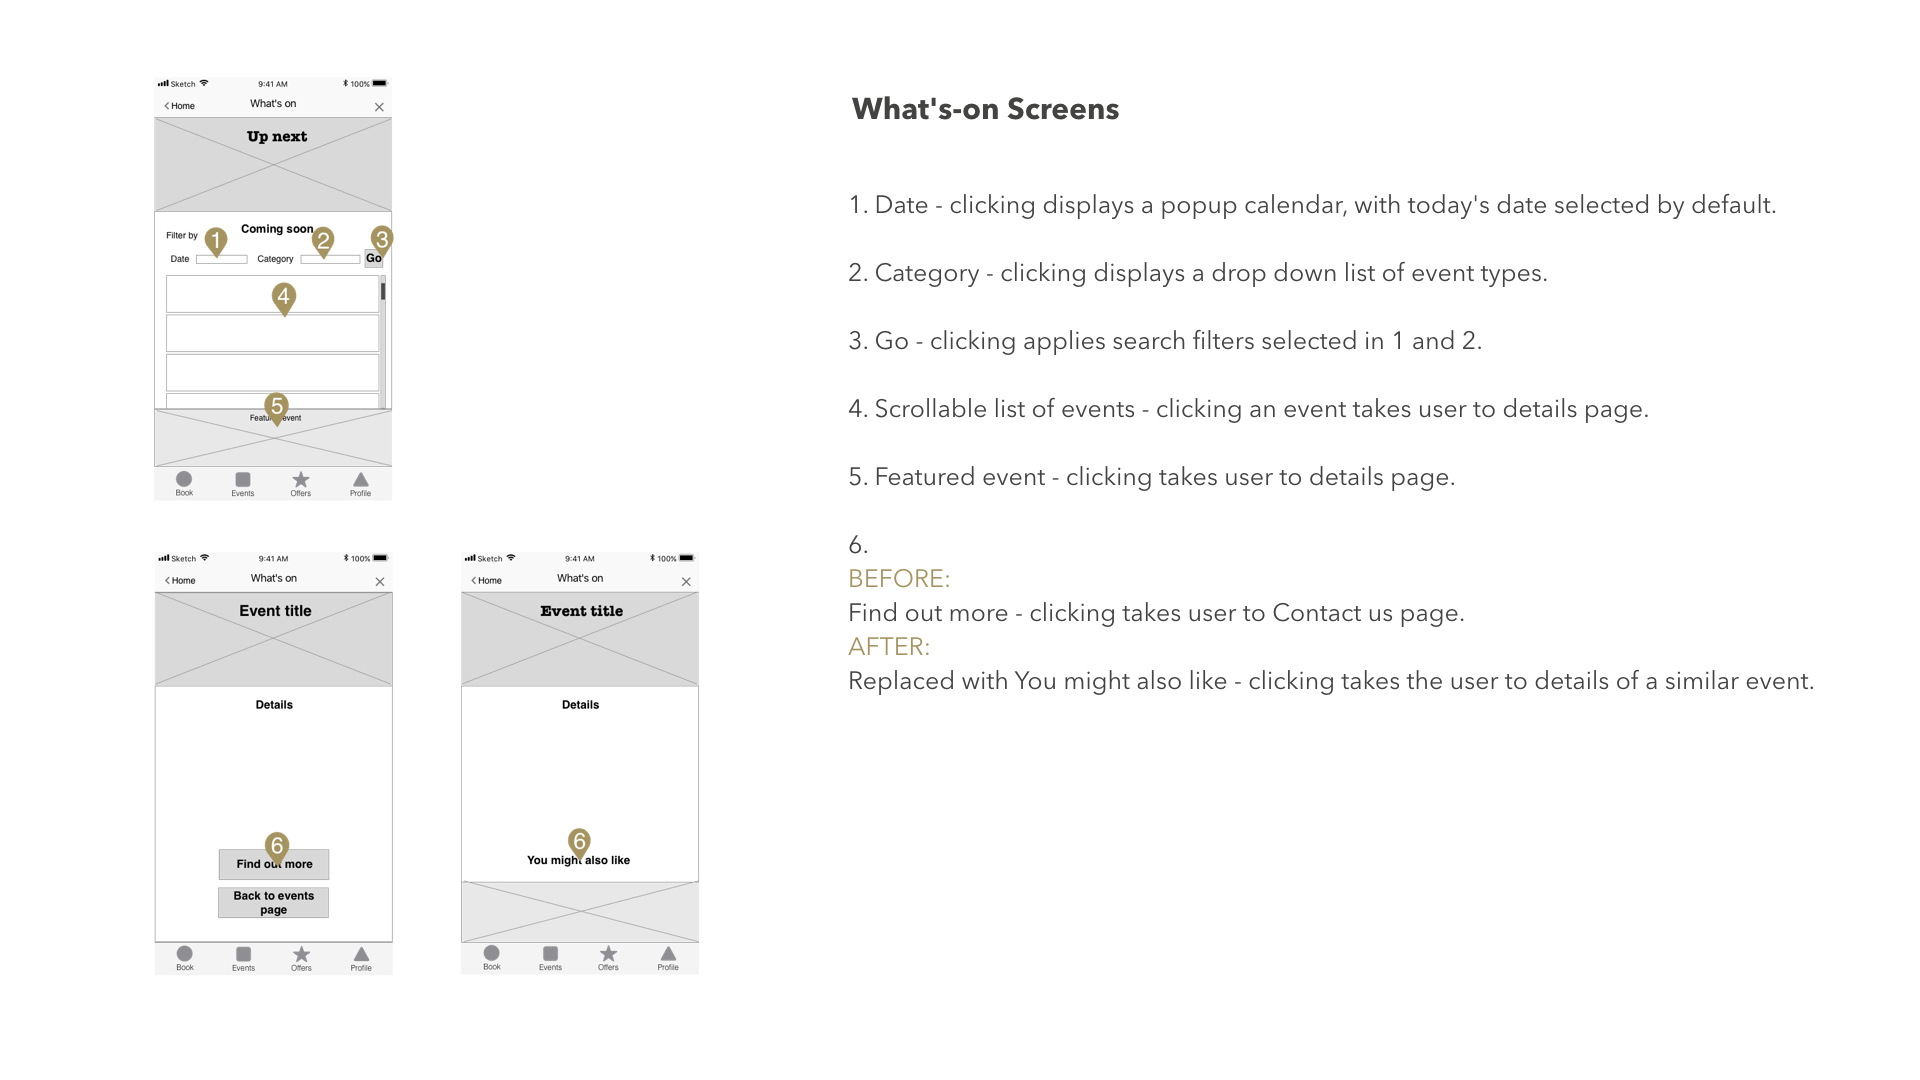 Sketch 9:41 AM 100%
Home What's on
Up next
Coming soon
Filter by
1 2 3
Date Category Go
4
5
Featured event
Book Events Offers Profile
Sketch 9:41 AM 100%
Home What's on
Event title
Details
6
Find out more
Back to events
page
Book Events Offers Profile
Sketch 9:41 AM 100%
Home What's on
Event title
Details
6
You might also like
Book Events Offers Profile
What's-on Screens
1. Date - clicking displays a popup calendar, with today's date selected by default.
2. Category - clicking displays a drop down list of event types.
3. Go - clicking applies search filters selected in 1 and 2.
4. Scrollable list of events - clicking an event takes user to details page.
5. Featured event - clicking takes user to details page.
6.
BEFORE:
Find out more - clicking takes user to Contact us page.
AFTER:
Replaced with You might also like - clicking takes the user to details of a similar event.